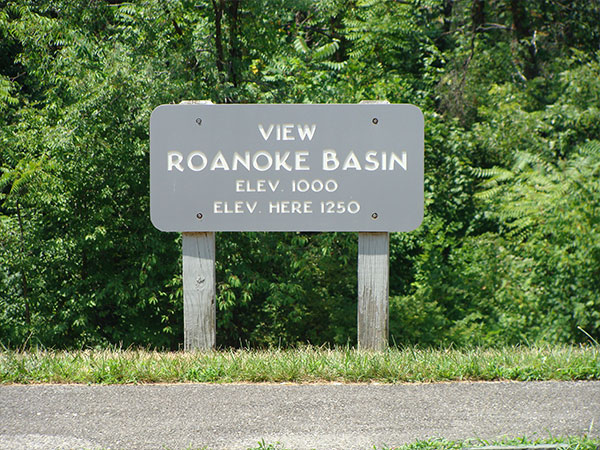 VIEW
ROANOKE BASIN
ELEV. 1000
ELEV. HERE 1250